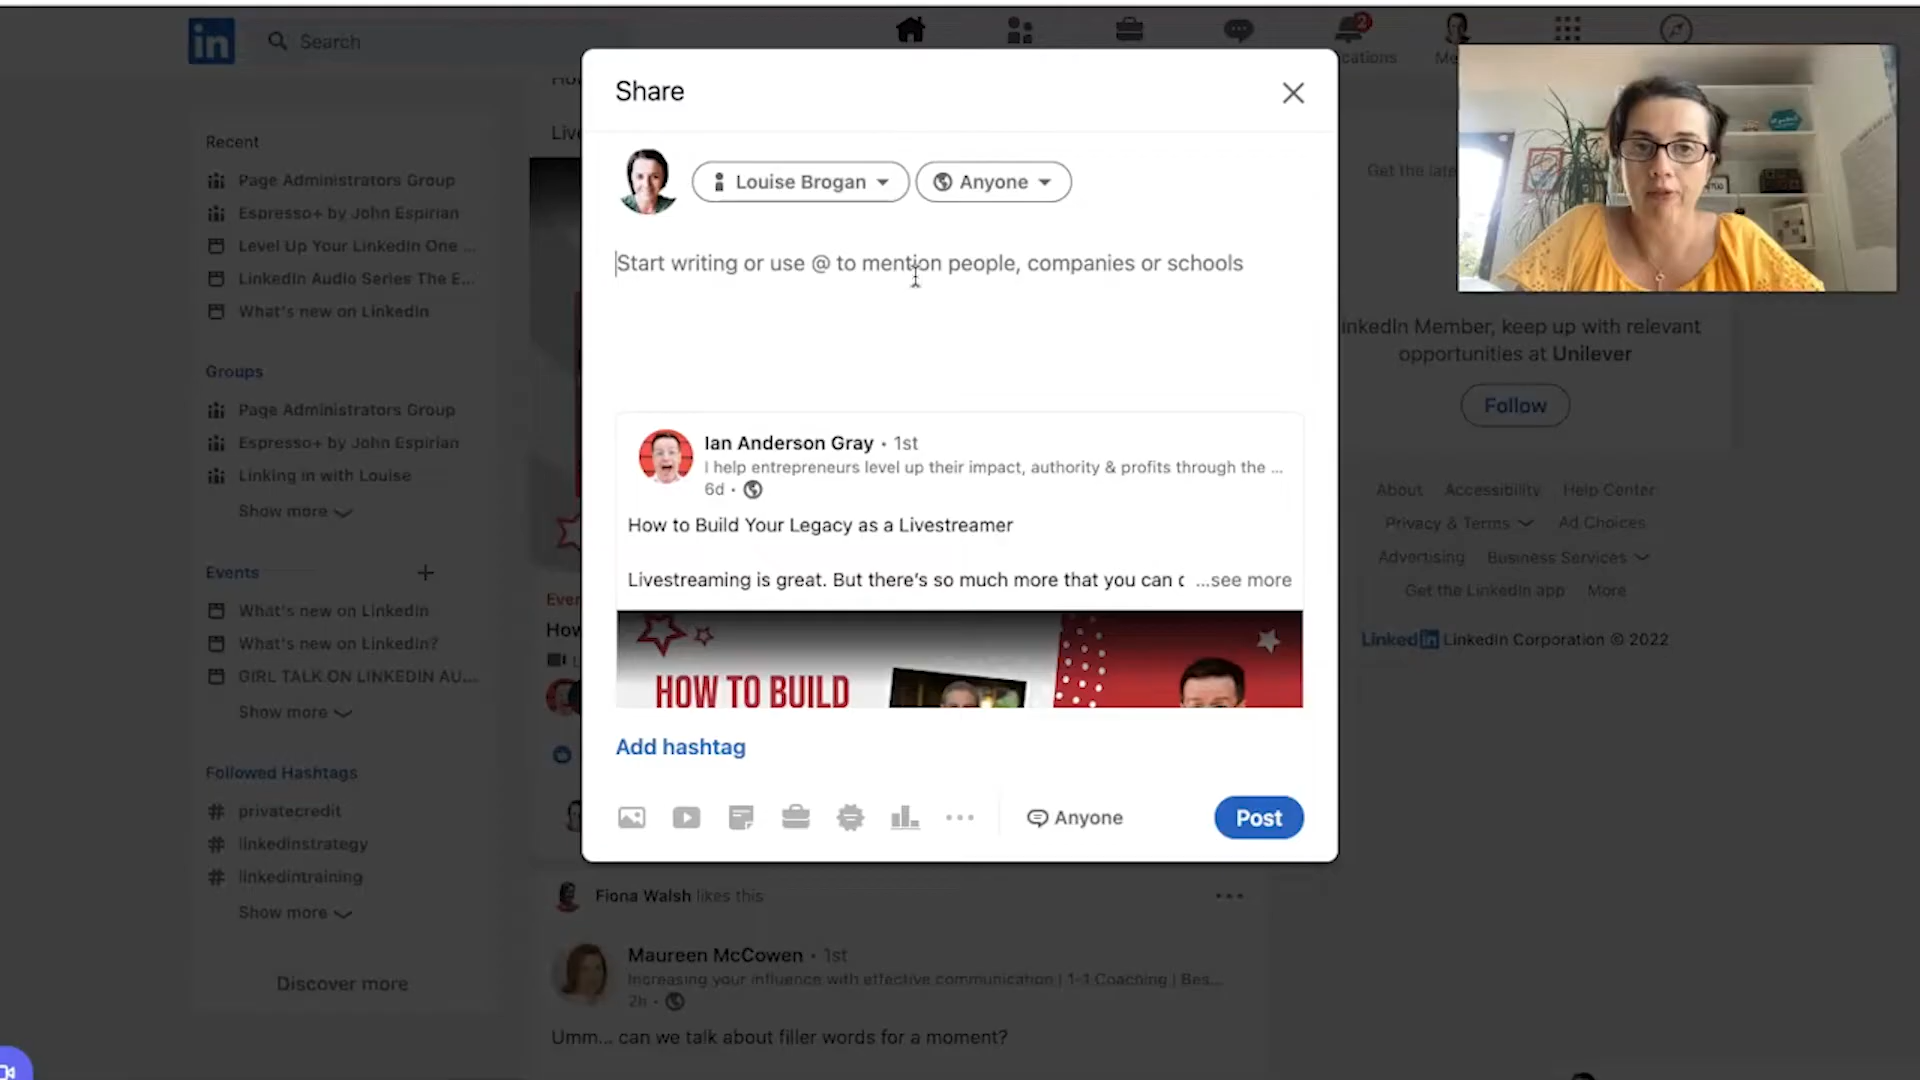 in Search
2
cations
Me
Share
Louise Brogan
Anyone
Start writing or use @ to mention people, companies or schools
Ian Anderson Gray • 1st
I help entrepreneurs level up their impact, authority & profits through the ...
6d •
How to Build Your Legacy as a Livestreamer
Livestreaming is great. But there's so much more that you can c ...see more
HOW TO BUILD
Add hashtag
Anyone
Post
Recent
Page Administrators Group
Espresso+ by John Espirian
Level Up Your LinkedIn One ...
LinkedIn Audio Series The E...
What's new on LinkedIn
Groups
Page Administrators Group
Espresso+ by John Espirian
Linking in with Louise
Show more
Events
What's new on LinkedIn
What's new on LinkedIn?
GIRL TALK ON LINKEDIN AU...
Show more
Followed Hashtags
# privatecredit
# linkedinstrategy
# linkedintraining
Show more
Discover more
Liv
Even
How
Fiona Walsh likes this
Maureen McCowen • 1st
Increasing your influence with effective communication | 1-1 Coaching | Bes...
2h •
Umm... can we talk about filler words for a moment?
Get the late
inkedIn Member, keep up with relevant
opportunities at Unilever
Follow
About Accessibility Help Center
Privacy & Terms Ad Choices
Advertising Business Services
Get the LinkedIn app More
Linkedin LinkedIn Corporation © 2022